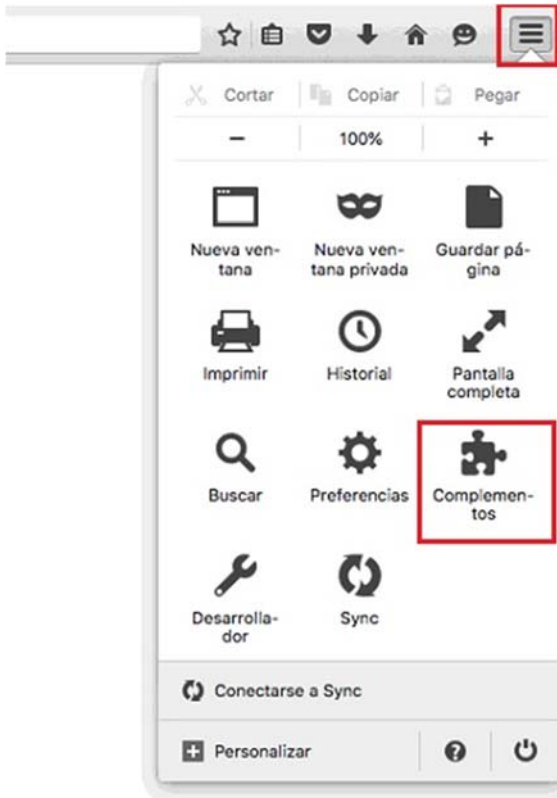 Cortar Copiar Pegar
− 100% +
Nueva ven- Nueva ven- Guardar pá-
tana tana privada gina
Imprimir Historial Pantalla
completa
Buscar Preferencias Complemen-
tos
Desarrolla- Sync
dor
Conectarse a Sync
Personalizar